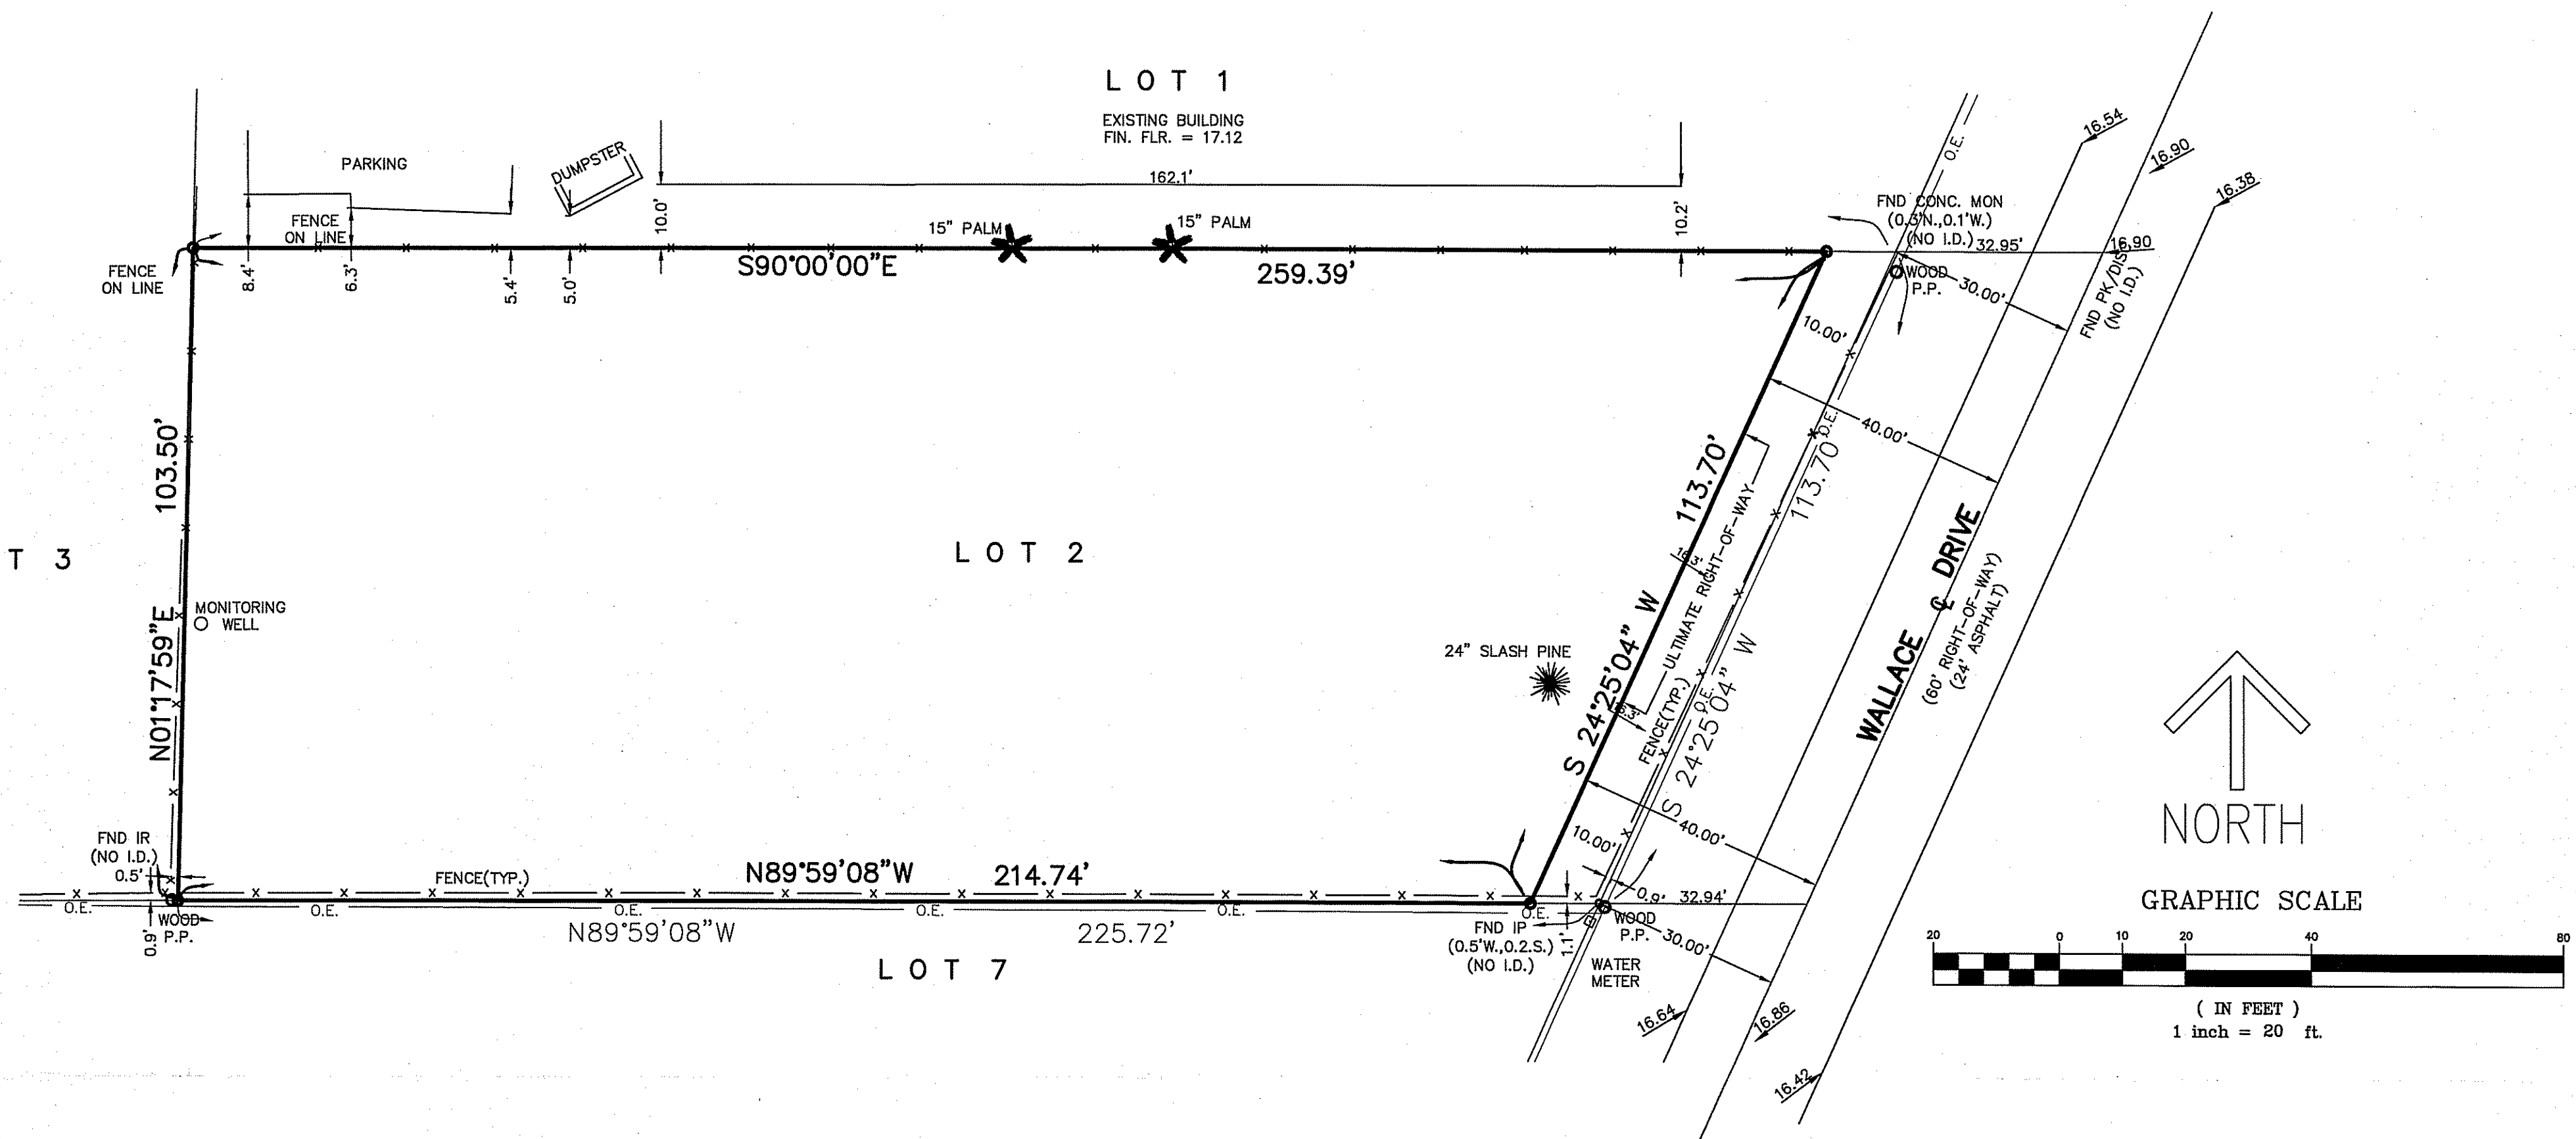 LOT 1
EXISTING BUILDING
FIN. FLR. = 17.12
162.1'
PARKING
DUMPSTER
10.0'
10.2'
FENCE
ON LINE
FENCE
ON LINE
8.4'
6.3'
5.4'
5.0'
15" PALM
15" PALM
S90°00'00"E
259.39'
FND CONC. MON
(0.3'N.,0.1'W.)
(NO I.D.)
32.95'
16.90
16.54
16.90
16.38
O.E.
WOOD
P.P.
30.00'
FND PK/DISK
(NO I.D.)
10.00'
40.00'
O.E.
103.50'
N01°17'59"E
T 3
LOT 2
MONITORING
WELL
24" SLASH PINE
S 24°25'04" W
113.70'
ULTIMATE RIGHT-OF-WAY
16.3'
FENCE(TYP.)
O.E.
S 24°25'04" W
113.70'
WALLACE ℄ DRIVE
(60' RIGHT-OF-WAY)
(24' ASPHALT)
NORTH
FND IR
(NO I.D.)
0.5'
O.E.
WOOD
P.P.
0.9'
FENCE(TYP.)
N89°59'08"W
214.74'
O.E.
O.E.
O.E.
O.E.
O.E.
N89°59'08"W
225.72'
LOT 7
10.00'
40.00'
0.9'
32.94'
FND IP
(0.5'W.,0.2.S.)
(NO I.D.)
1.1'
WOOD
P.P.
30.00'
WATER
METER
16.64
16.86
16.42
GRAPHIC SCALE
20 0 10 20 40 80
( IN FEET )
1 inch = 20 ft.